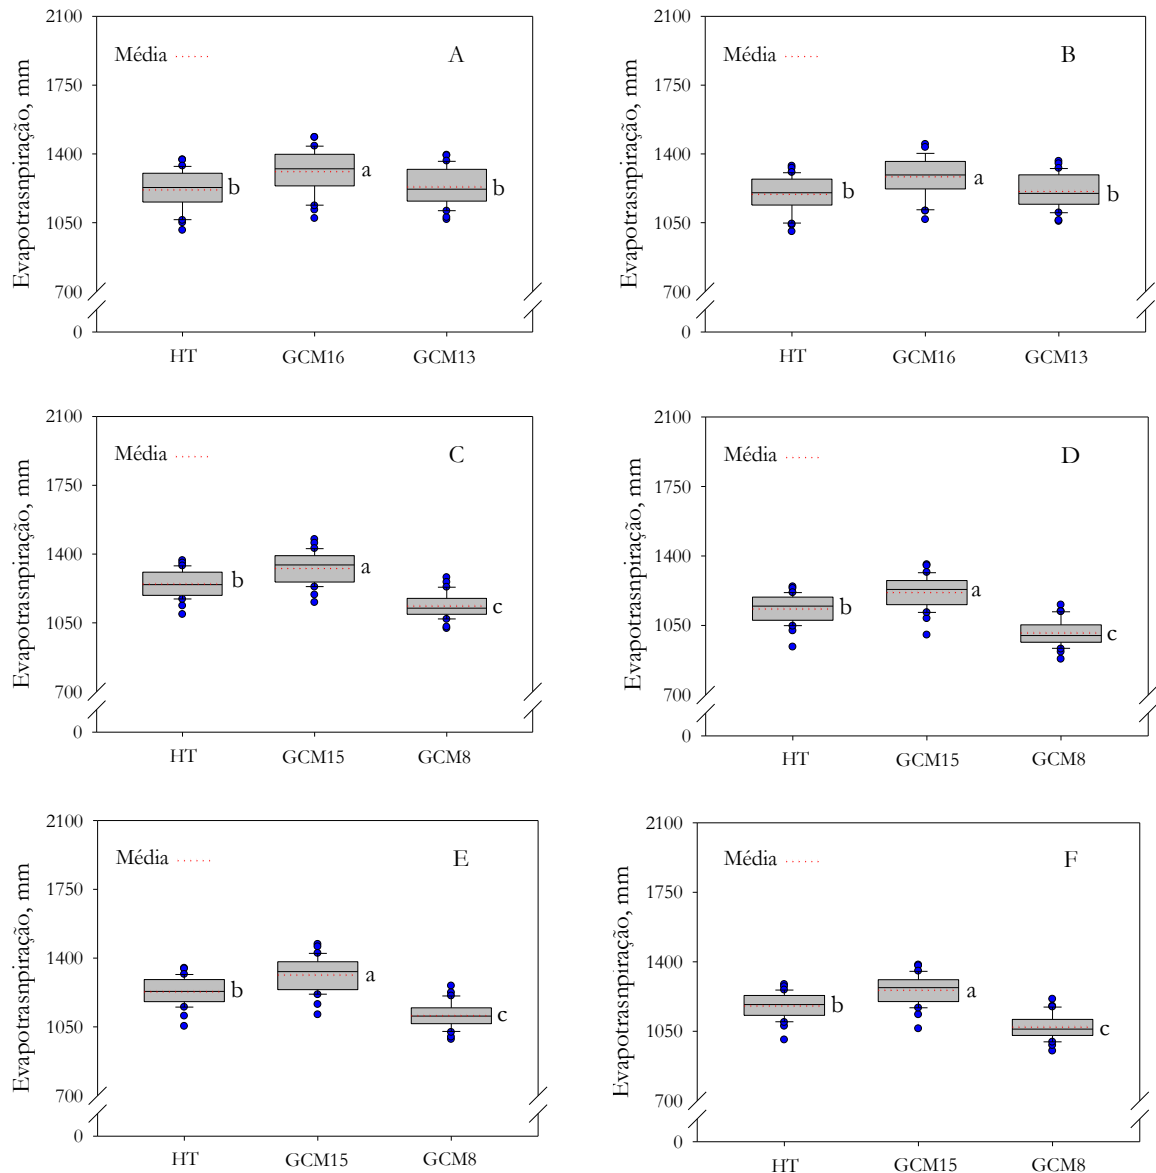 2100
Média
A
1750
1400
1050
700
0
Evapotrasnpiração, mm
b
a
b
HT
GCM16
GCM13
2100
Média
B
1750
1400
1050
700
0
Evapotrasnpiração, mm
b
a
b
HT
GCM16
GCM13
2100
Média
C
1750
1400
1050
700
0
Evapotrasnpiração, mm
b
a
c
HT
GCM15
GCM8
2100
Média
D
1750
1400
1050
700
0
Evapotrasnpiração, mm
b
a
c
HT
GCM15
GCM8
2100
Média
E
1750
1400
1050
700
0
Evapotrasnpiração, mm
b
a
c
HT
GCM15
GCM8
2100
Média
F
1750
1400
1050
700
0
Evapotrasnpiração, mm
b
a
c
HT
GCM15
GCM8